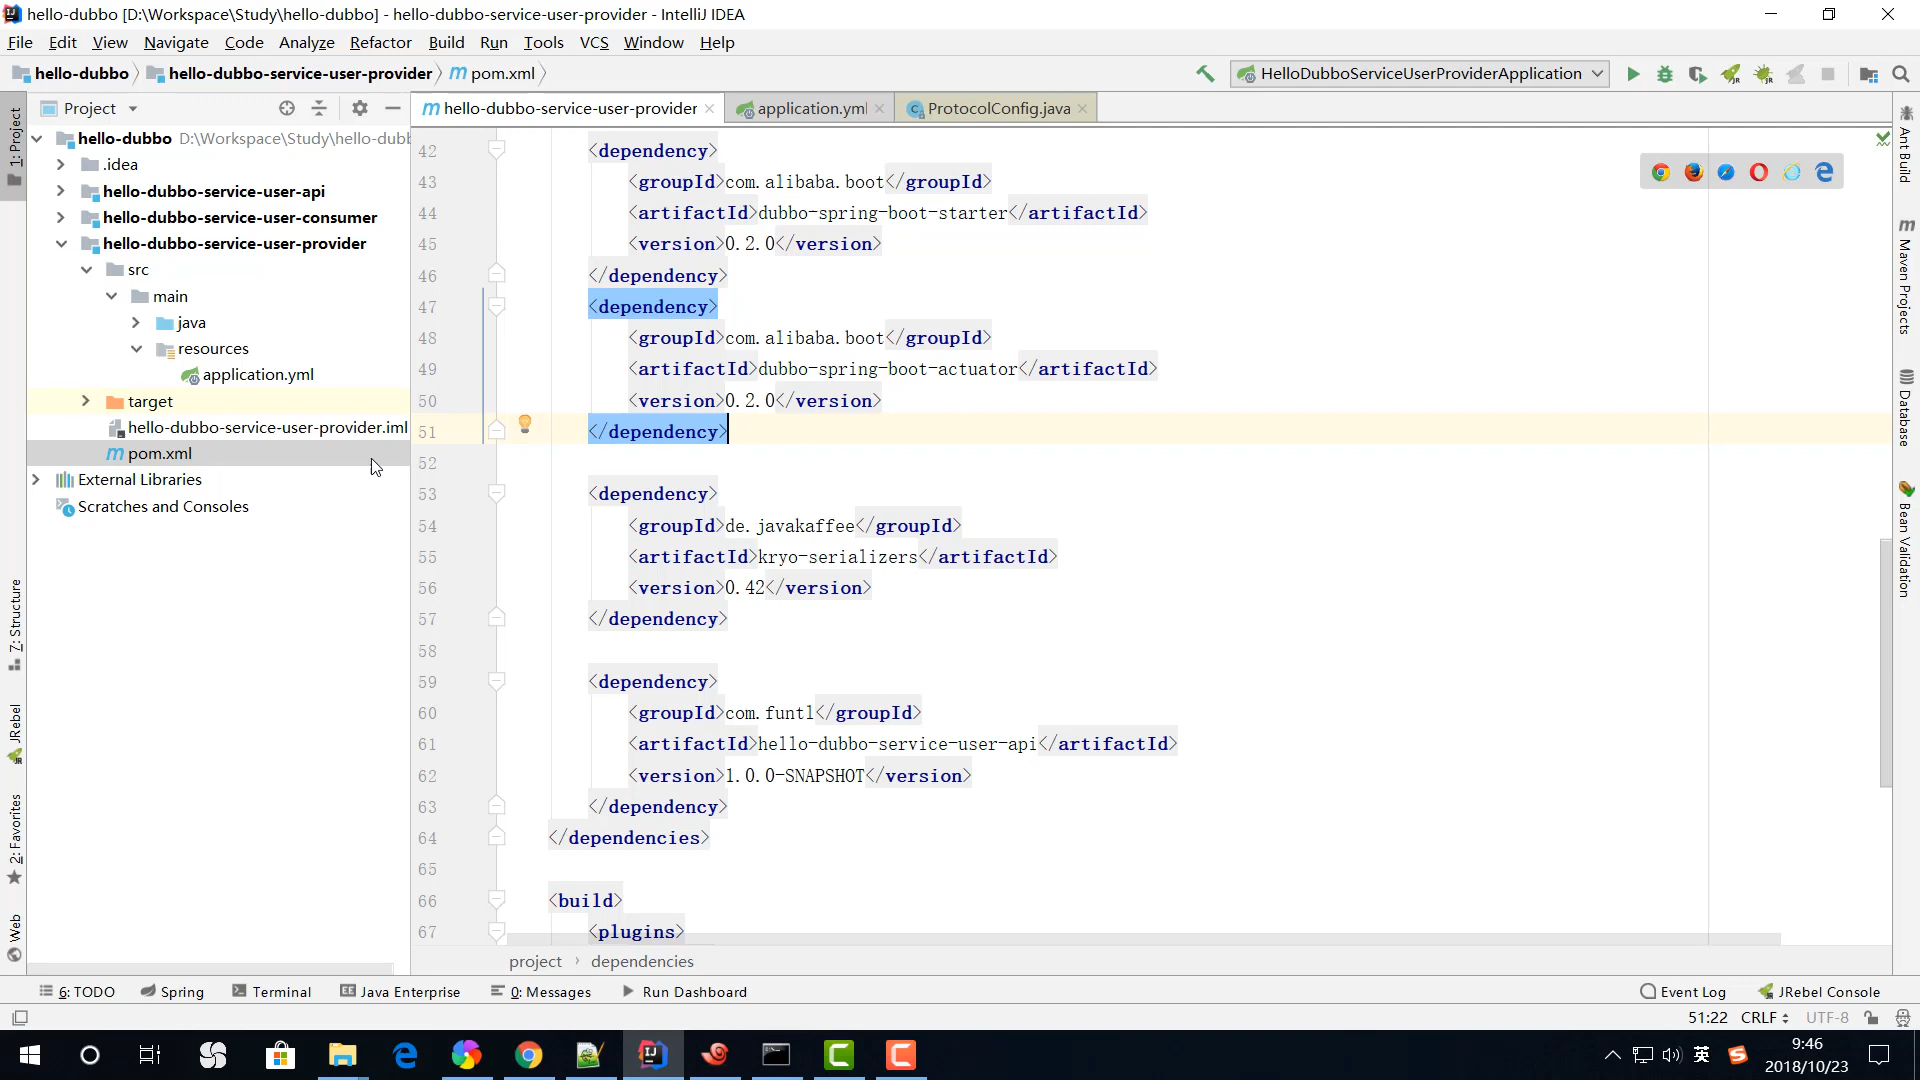 hello-dubbo [D:\Workspace\Study\hello-dubbo] - hello-dubbo-service-user-provider - IntelliJ IDEA
File Edit View Navigate Code Analyze Refactor Build Run Tools VCS Window Help
hello-dubbo hello-dubbo-service-user-provider pom.xml HelloDubboServiceUserProviderApplication
Project
hello-dubbo-service-user-provider application.yml ProtocolConfig.java
1: Project
7: Structure
JRebel
2: Favorites
Web
hello-dubbo D:\Workspace\Study\hello-dubb
.idea
hello-dubbo-service-user-api
hello-dubbo-service-user-consumer
hello-dubbo-service-user-provider
src
main
java
resources
application.yml
target
hello-dubbo-service-user-provider.iml
pom.xml
External Libraries
Scratches and Consoles
42 <dependency>
43 <groupId>com.alibaba.boot</groupId>
44 <artifactId>dubbo-spring-boot-starter</artifactId>
45 <version>0.2.0</version>
46 </dependency>
47 <dependency>
48 <groupId>com.alibaba.boot</groupId>
49 <artifactId>dubbo-spring-boot-actuator</artifactId>
50 <version>0.2.0</version>
51 </dependency>
52
53 <dependency>
54 <groupId>de.javakaffee</groupId>
55 <artifactId>kryo-serializers</artifactId>
56 <version>0.42</version>
57 </dependency>
58
59 <dependency>
60 <groupId>com.funtl</groupId>
61 <artifactId>hello-dubbo-service-user-api</artifactId>
62 <version>1.0.0-SNAPSHOT</version>
63 </dependency>
64 </dependencies>
65
66 <build>
67 <plugins>
project › dependencies
Ant Build
Maven Projects
Database
Bean Validation
6: TODO Spring Terminal Java Enterprise 0: Messages Run Dashboard Event Log JRebel Console
51:22 CRLF UTF-8
英
9:46
2018/10/23